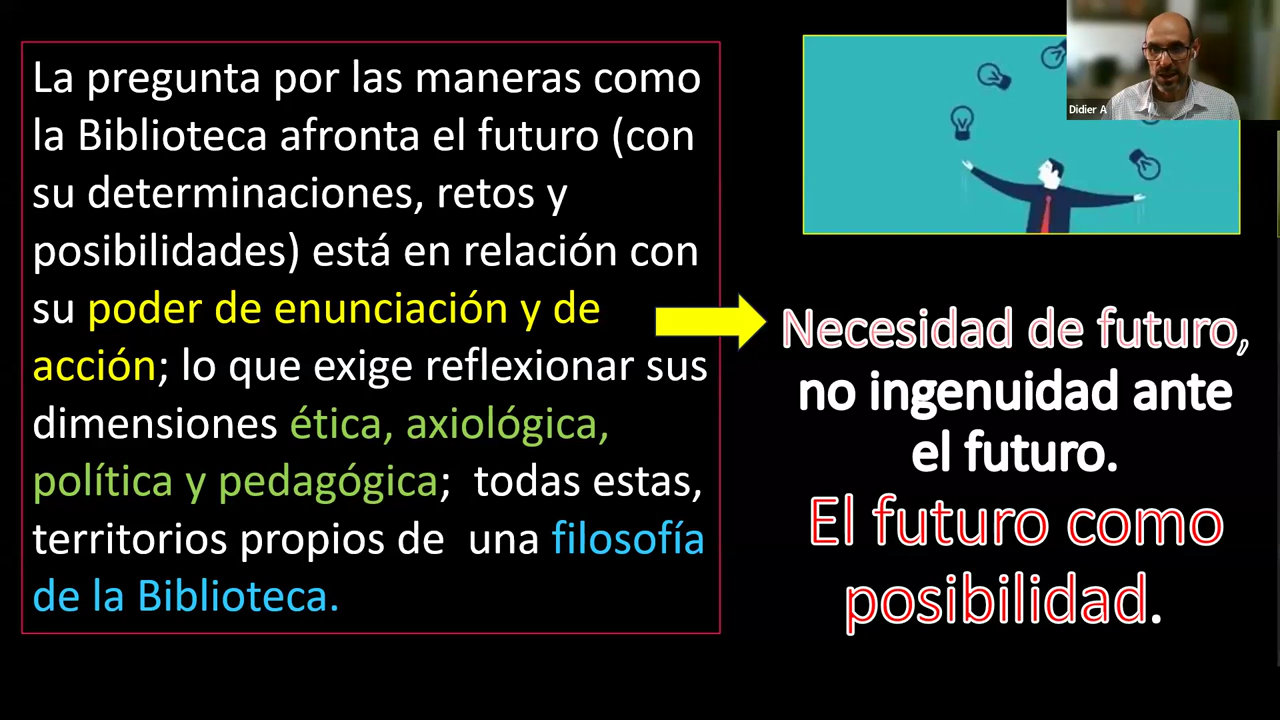 La pregunta por las maneras como
la Biblioteca afronta el futuro (con
su determinaciones, retos y
posibilidades) está en relación con
su poder de enunciación y de
acción; lo que exige reflexionar sus
dimensiones ética, axiológica,
política y pedagógica; todas estas,
territorios propios de una filosofía
de la Biblioteca.
Didier A
Necesidad de futuro,
no ingenuidad ante
el futuro.
El futuro como
posibilidad.